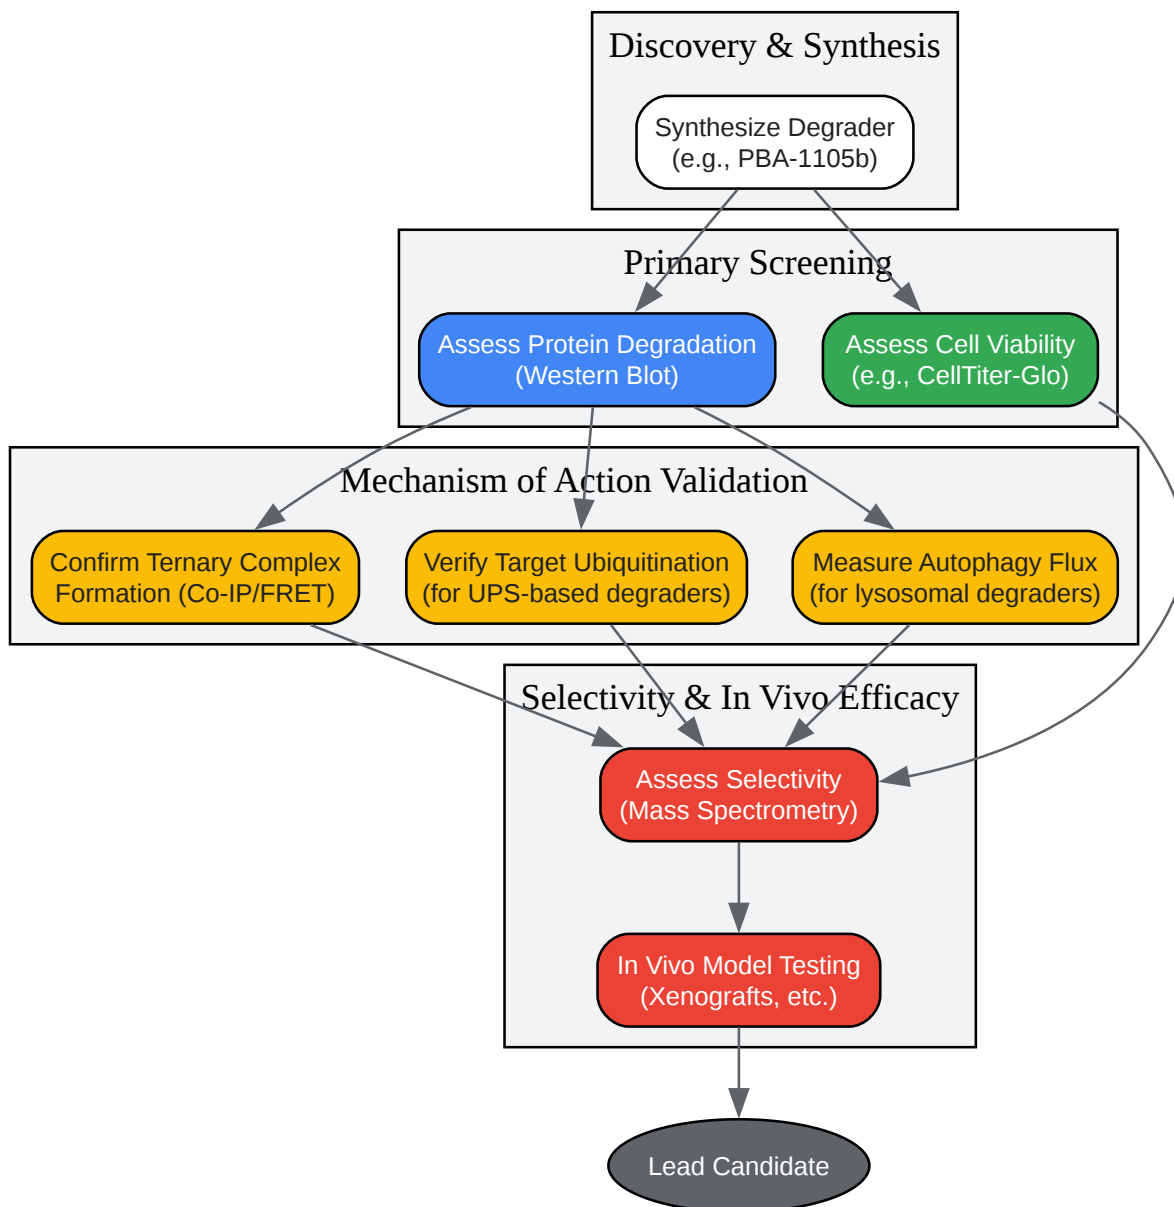 Discovery & Synthesis
Synthesize Degrader
(e.g., PBA-1105b)
Primary Screening
Assess Protein Degradation
(Western Blot)
Assess Cell Viability
(e.g., CellTiter-Glo)
Mechanism of Action Validation
Confirm Ternary Complex
Formation (Co-IP/FRET)
Verify Target Ubiquitination
(for UPS-based degraders)
Measure Autophagy Flux
(for lysosomal degraders)
Selectivity & In Vivo Efficacy
Assess Selectivity
(Mass Spectrometry)
In Vivo Model Testing
(Xenografts, etc.)
Lead Candidate